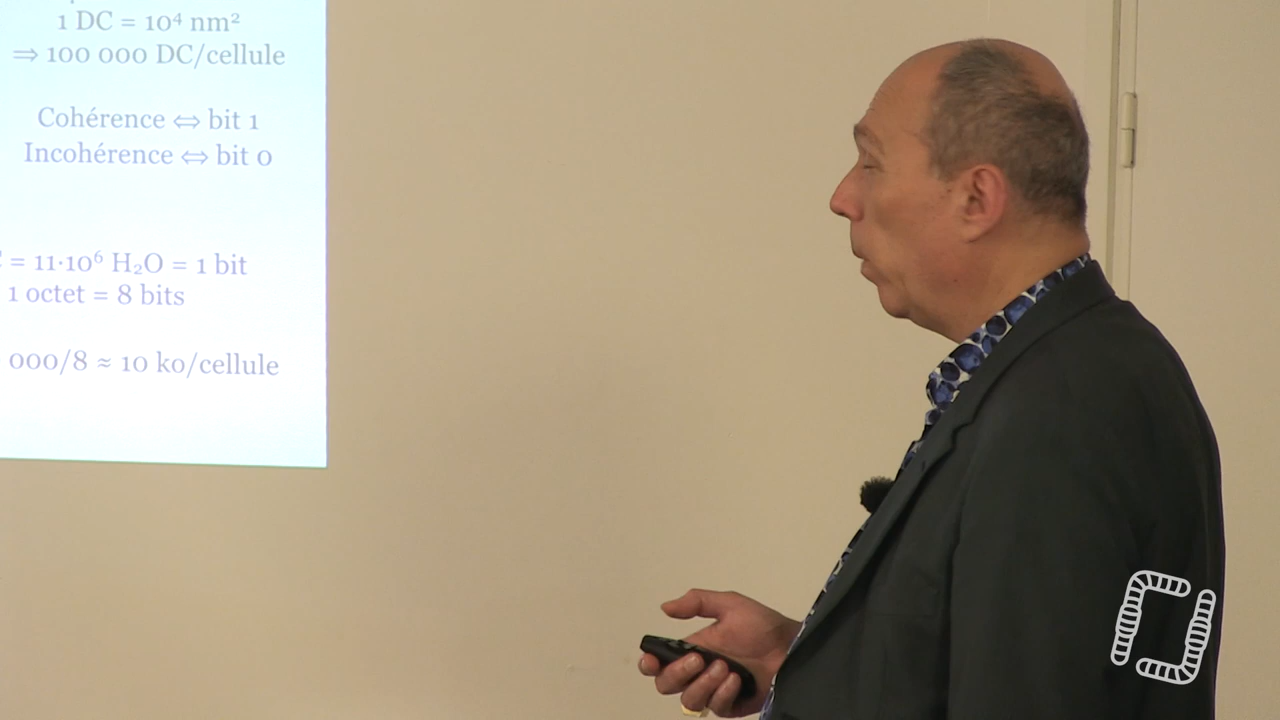 1 DC = 10⁴ nm²
⇒ 100 000 DC/cellule
Cohérence ⇔ bit 1
Incohérence ⇔ bit 0
= 11·10⁶ H₂O = 1 bit
1 octet = 8 bits
000/8 ≈ 10 ko/cellule